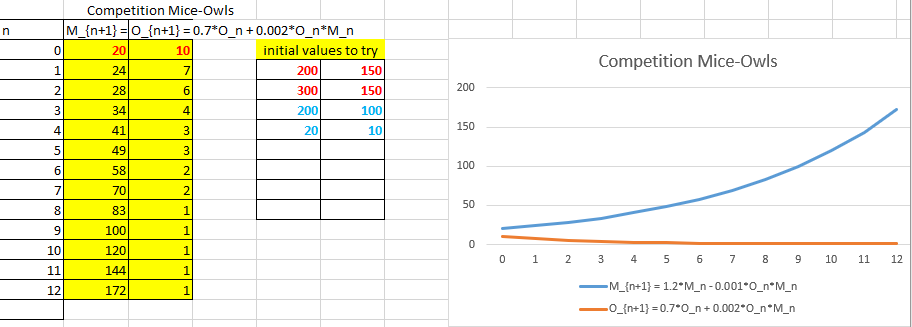 Competition Mice-Owls
n M_{n+1} = O_{n+1} = 0.7*O_n + 0.002*O_n*M_n
0 20 10 initial values to try
1 24 7 200 150
2 28 6 300 150
3 34 4 200 100
4 41 3 20 10
5 49 3
6 58 2
7 70 2
8 83 1
9 100 1
10 120 1
11 144 1
12 172 1
Competition Mice-Owls
200
150
100
50
0
0 1 2 3 4 5 6 7 8 9 10 11 12
M_{n+1} = 1.2*M_n - 0.001*O_n*M_n
O_{n+1} = 0.7*O_n + 0.002*O_n*M_n